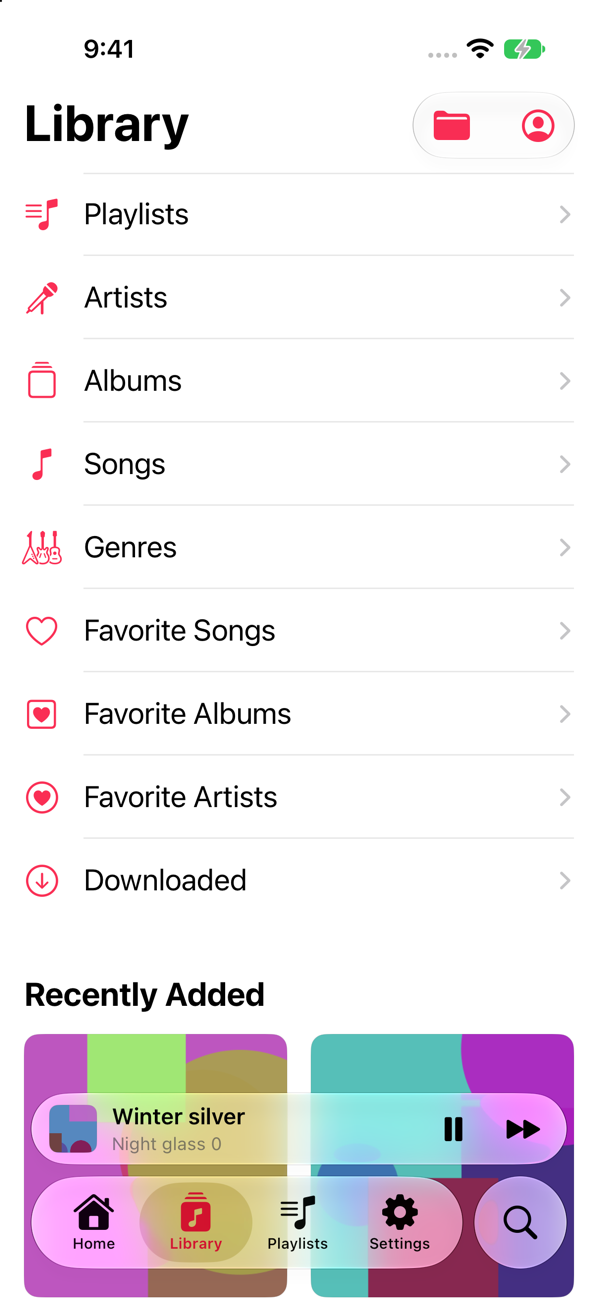 9:41
Library
Playlists
Artists
Albums
Songs
Genres
Favorite Songs
Favorite Albums
Favorite Artists
Downloaded
Recently Added
Winter silver
Night glass 0
Home
Library
Playlists
Settings